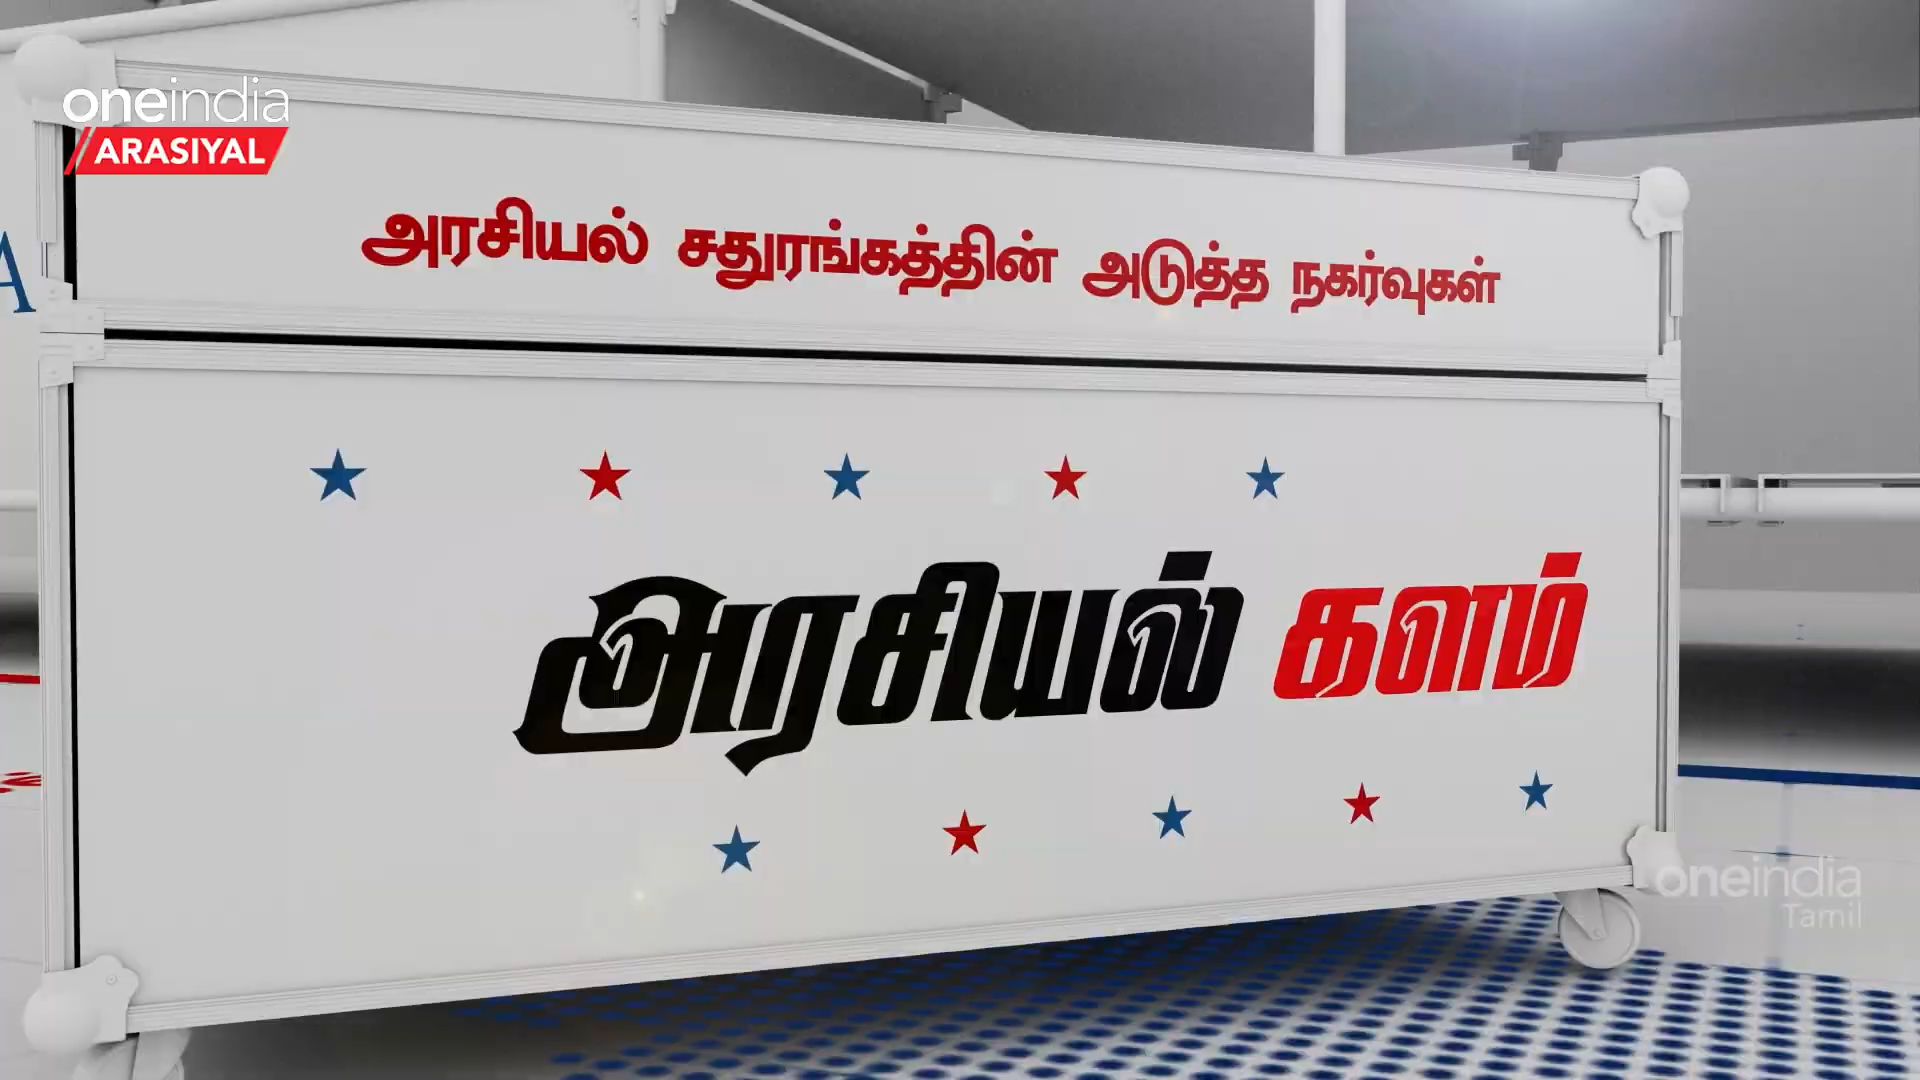 oneindia
ARASIYAL
அரசியல் சதுரங்கத்தின் அடுத்த நகர்வுகள்
A
அரசியல் களம்
oneindia
Tamil